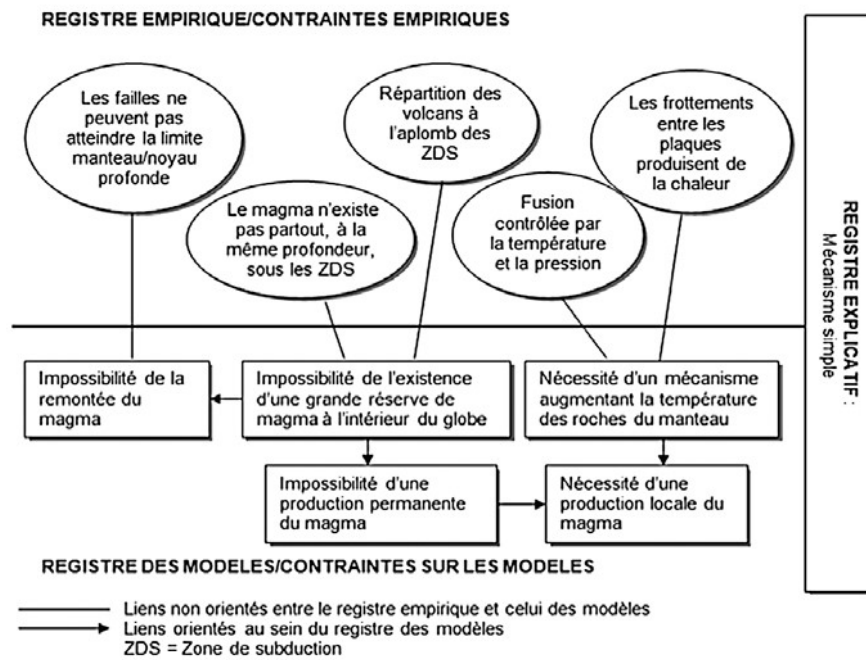 REGISTRE EMPIRIQUE/CONTRAINTES EMPIRIQUES
Les failles ne
peuvent pas
atteindre la limite
manteau/noyau
profonde
Le magma n'existe
pas partout, à la
même profondeur,
sous les ZDS
Répartition des
volcans à
l'aplomb des
ZDS
Fusion
contrôlée par
la température
et la pression
Les frottements
entre les
plaques
produisent de
la chaleur
Impossibilité de la
remontée du
magma
Impossibilité de l'existence
d'une grande réserve de
magma à l'intérieur du globe
Nécessité d'un mécanisme
augmentant la température
des roches du manteau
Impossibilité d'une
production permanente
du magma
Nécessité d'une
production locale du
magma
REGISTRE DES MODELES/CONTRAINTES SUR LES MODELES
REGISTRE EXPLICATIF :
Mécanisme simple
Liens non orientés entre le registre empirique et celui des modèles
Liens orientés au sein du registre des modèles
ZDS = Zone de subduction